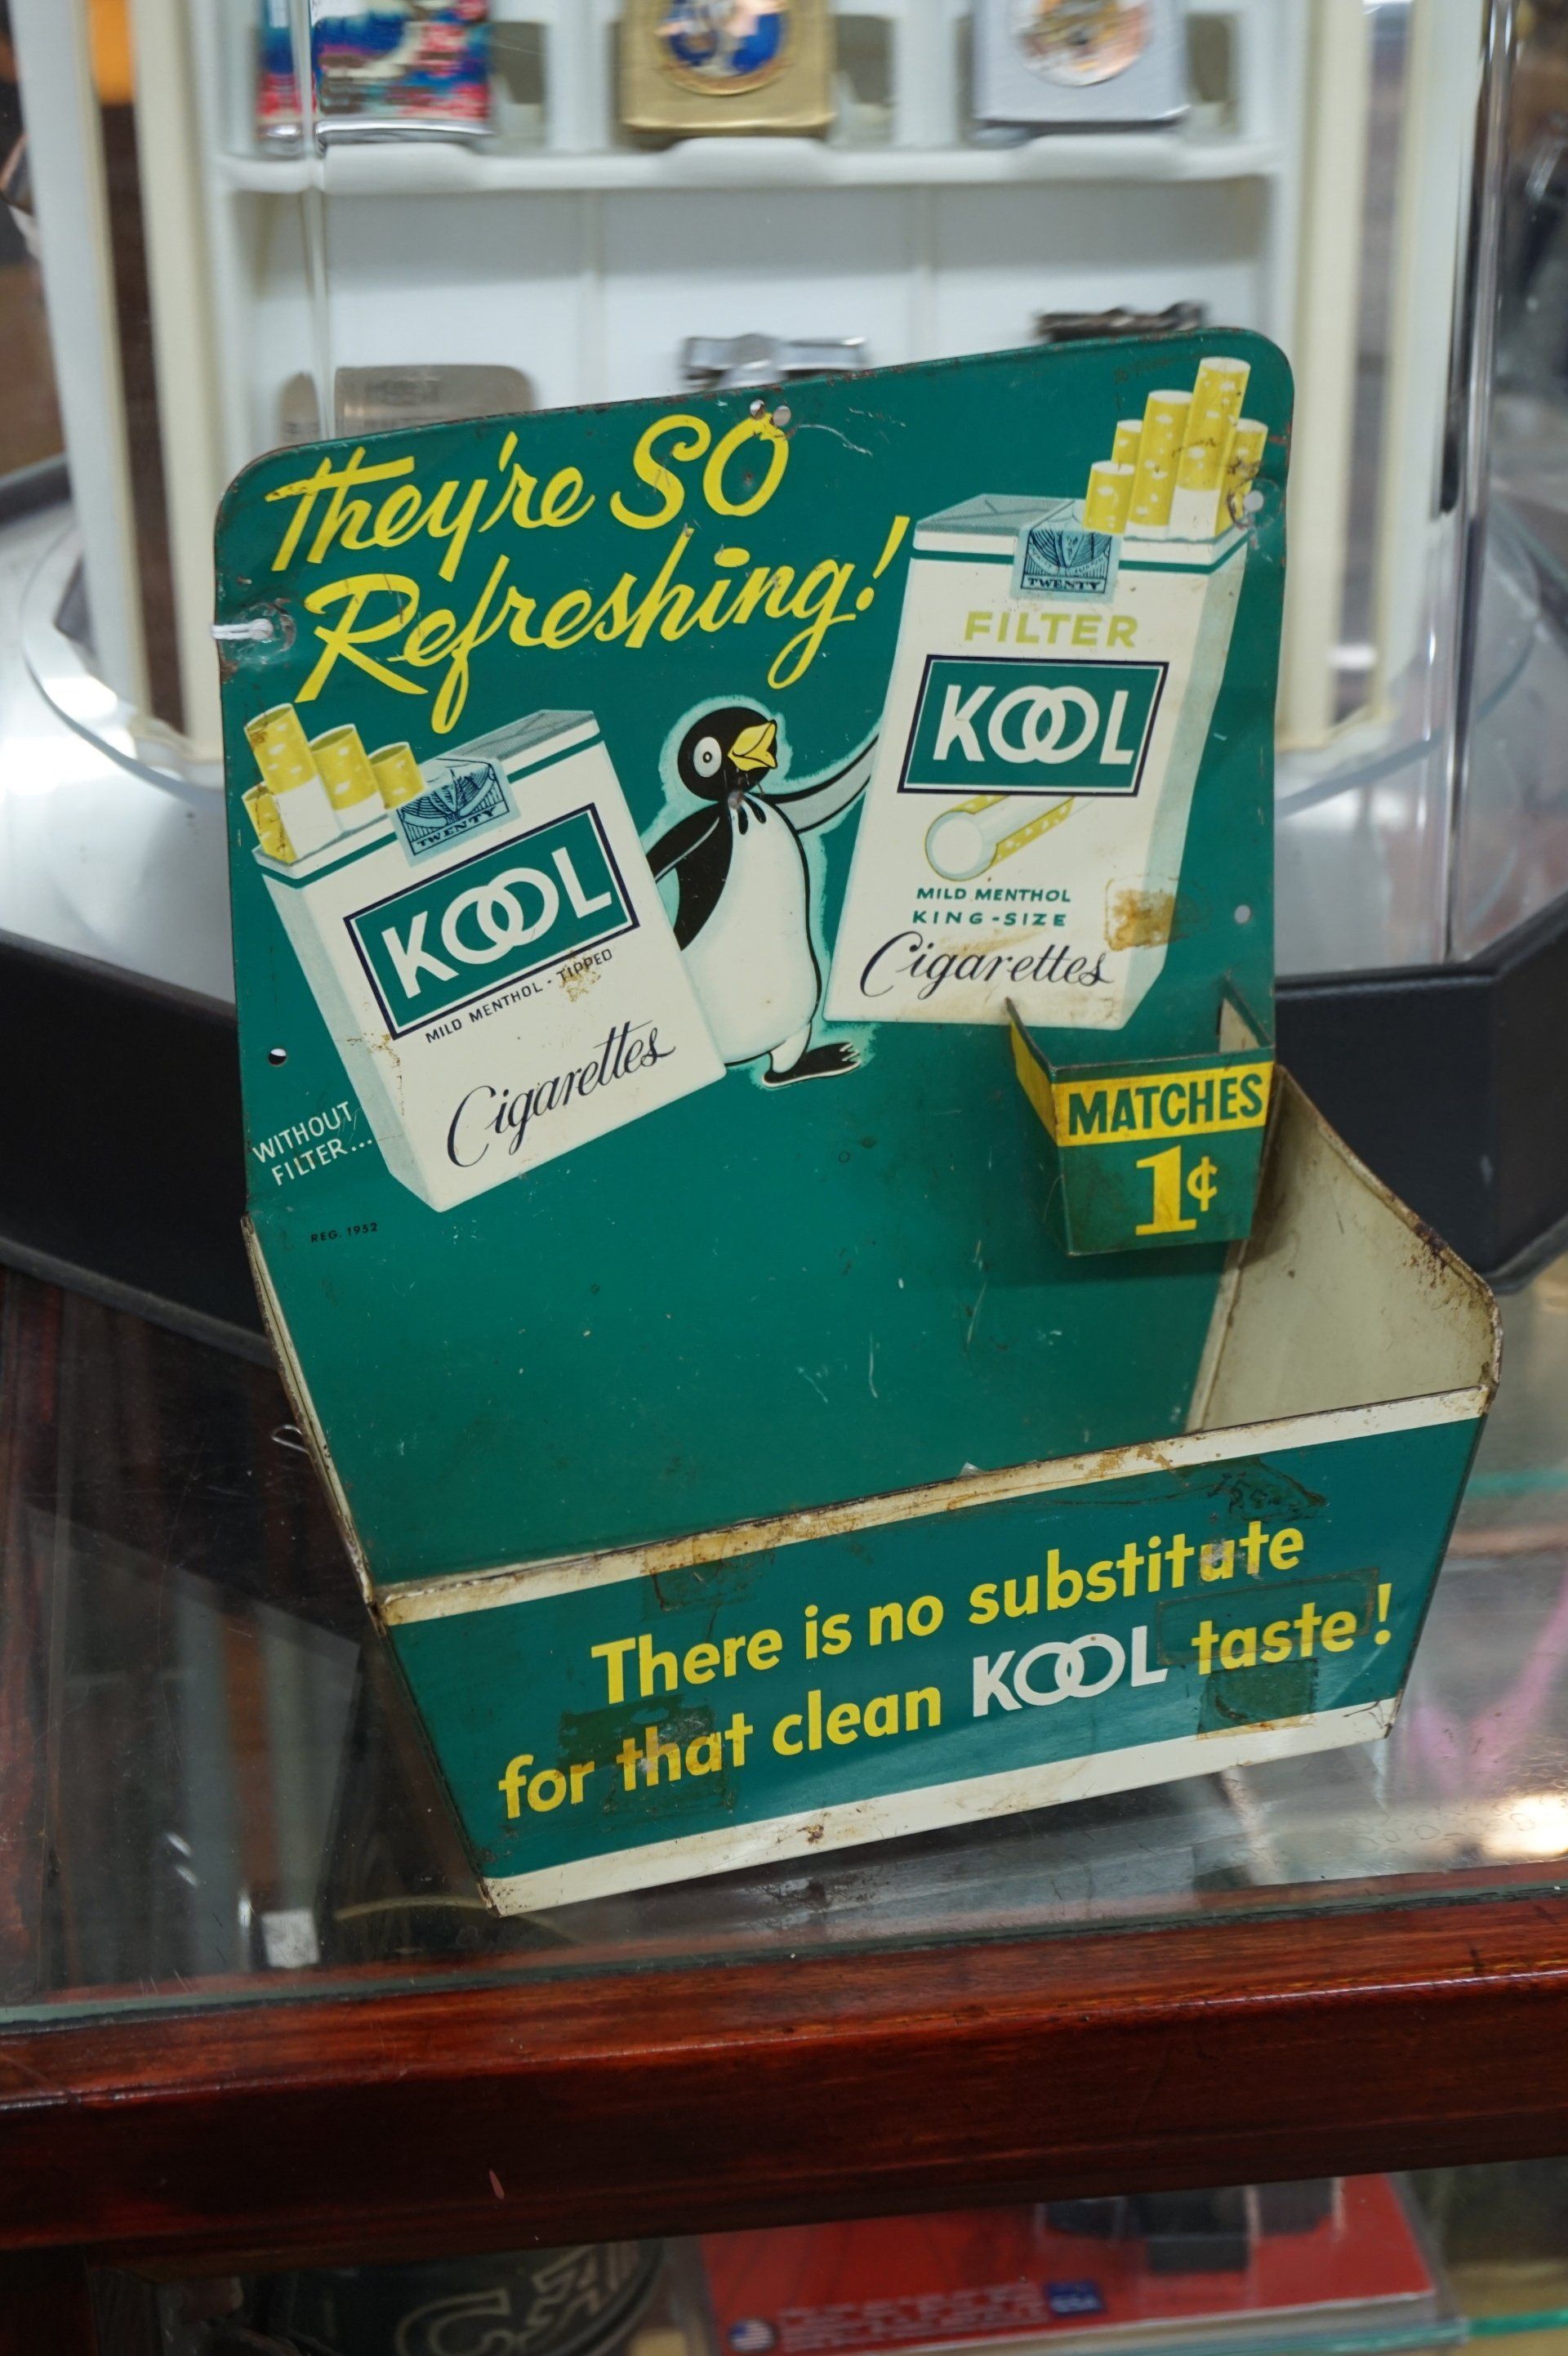 They're SO
Refreshing!
TWENTY
FILTER
KOOL
MILD MENTHOL
KING-SIZE
Cigarettes
TWENTY
KOOL
MILD MENTHOL · TIPPED
Cigarettes
WITHOUT
FILTER...
REG. 1952
MATCHES
1¢
There is no substitute
for that clean KOOL taste!